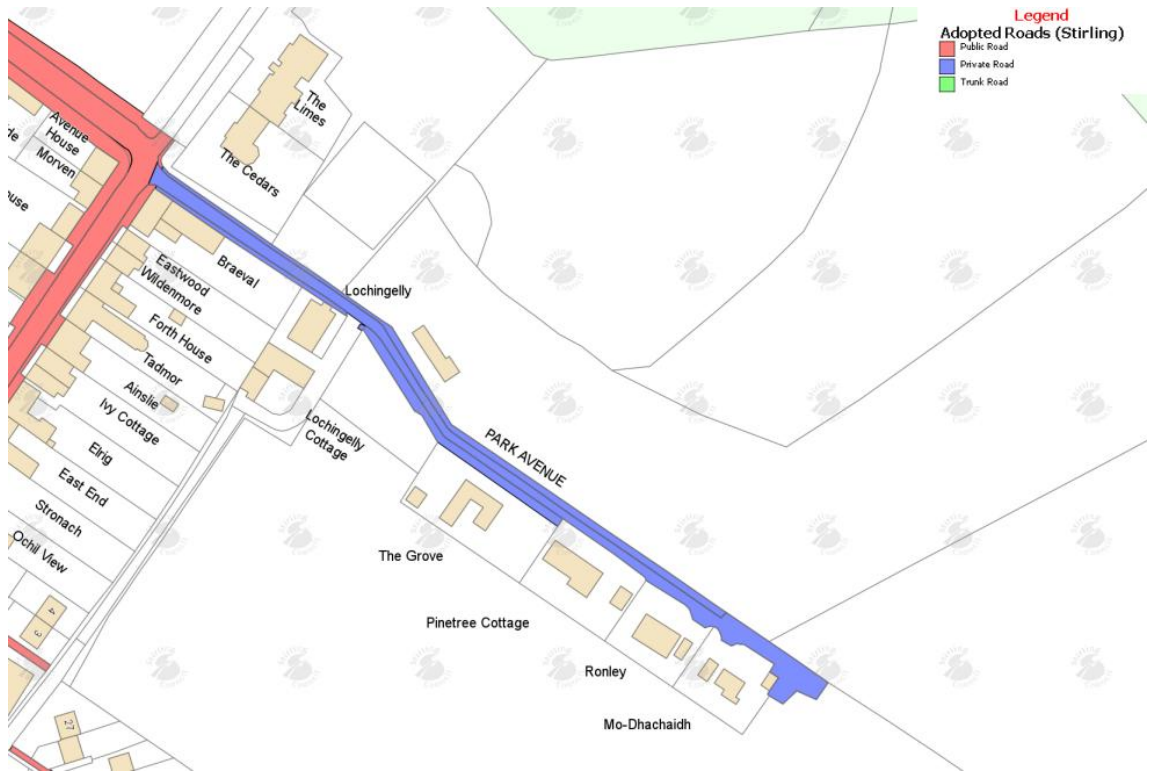 Legend
Adopted Roads (Stirling)
Public Road
Private Road
Trunk Road
The
Limes
The Cedars
Avenue
House
Morven
Braeval
Eastwood
Wildenmore
Forth House
Tadmor
Ainslie
Ivy Cottage
Elrig
East End
Stronach
Ochil View
4
3
27
Lochingelly
Lochingelly
Cottage
PARK AVENUE
The Grove
Pinetree Cottage
Ronley
Mo-Dhachaidh